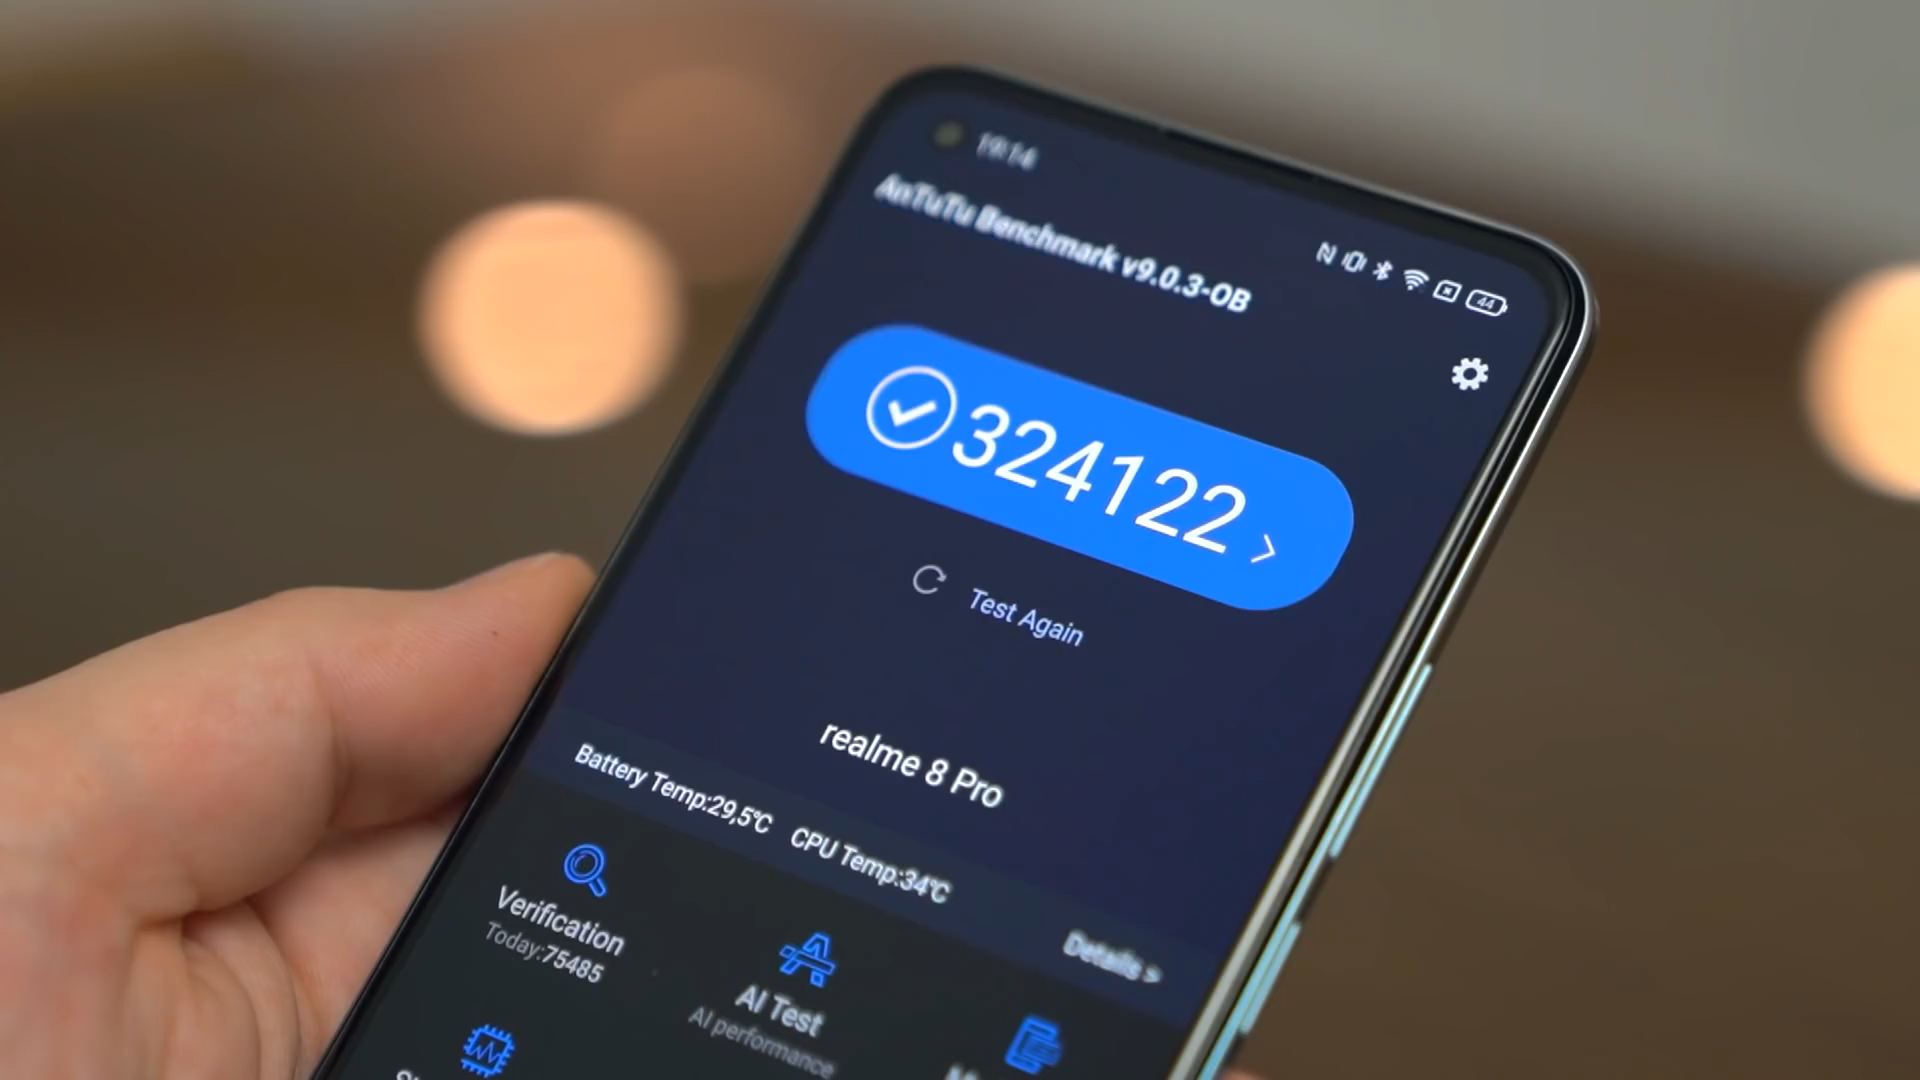 19:14
44
AnTuTu Benchmark v9.0.3-OB
324122
Test Again
realme 8 Pro
Battery Temp:29,5℃ CPU Temp:34℃
Details >
Verification
Today:75485
AI Test
AI performance